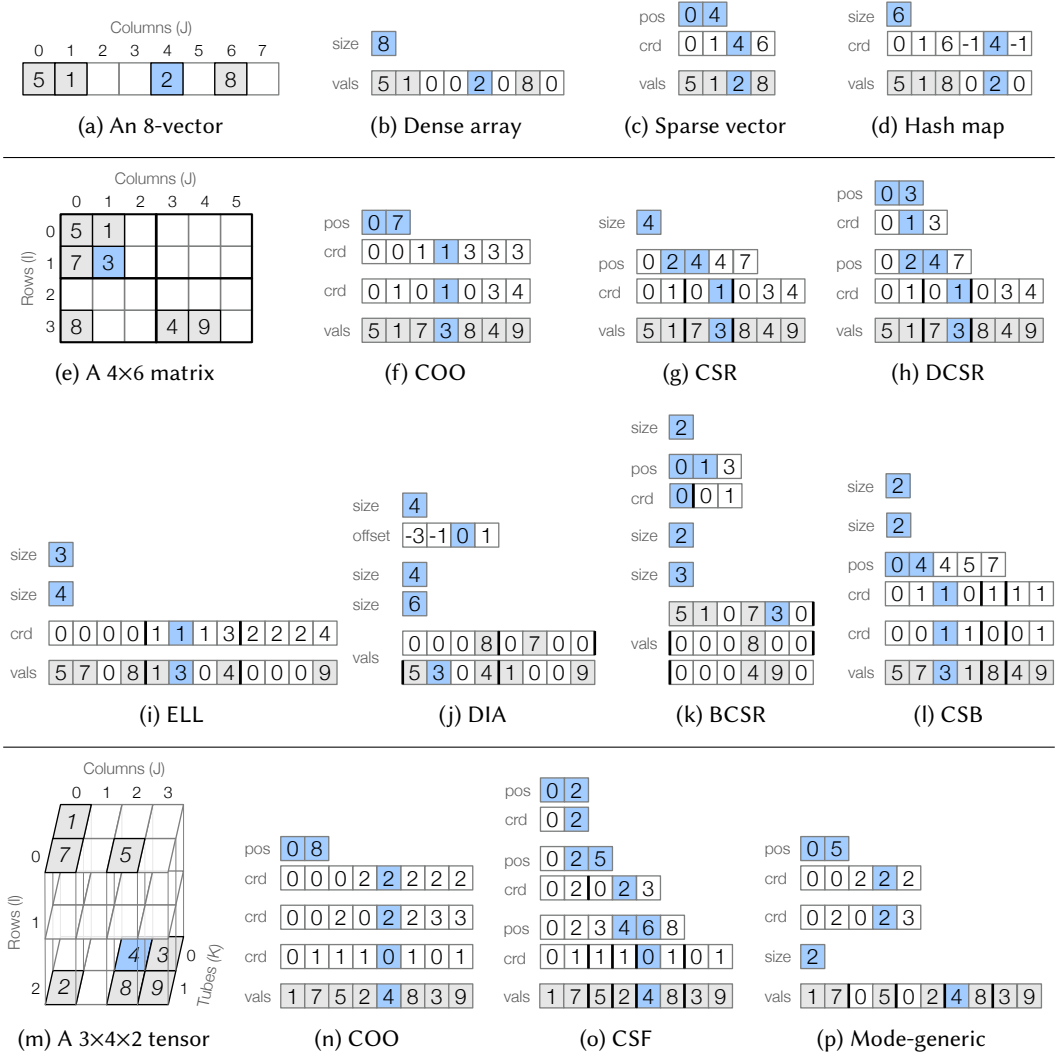 Columns (J)
0 1 2 3 4 5 6 7
5 1 2 8
(a) An 8-vector
size 8
vals 5 1 0 0 2 0 8 0
(b) Dense array
pos 0 4
crd 0 1 4 6
vals 5 1 2 8
(c) Sparse vector
size 6
crd 0 1 6 -1 4 -1
vals 5 1 8 0 2 0
(d) Hash map
Columns (J)
0 1 2 3 4 5
Rows (I)
0 5 1
1 7 3
2
3 8 4 9
(e) A 4×6 matrix
pos 0 7
crd 0 0 1 1 3 3 3
crd 0 1 0 1 0 3 4
vals 5 1 7 3 8 4 9
(f) COO
size 4
pos 0 2 4 4 7
crd 0 1 0 1 0 3 4
vals 5 1 7 3 8 4 9
(g) CSR
pos 0 3
crd 0 1 3
pos 0 2 4 7
crd 0 1 0 1 0 3 4
vals 5 1 7 3 8 4 9
(h) DCSR
size 3
size 4
crd 0 0 0 0 1 1 1 3 2 2 2 4
vals 5 7 0 8 1 3 0 4 0 0 0 9
(i) ELL
size 4
offset -3 -1 0 1
size 4
size 6
vals
0 0 0 8 0 7 0 0
5 3 0 4 1 0 0 9
(j) DIA
size 2
pos 0 1 3
crd 0 0 1
size 2
size 3
5 1 0 7 3 0
vals 0 0 0 8 0 0
0 0 0 4 9 0
(k) BCSR
size 2
size 2
pos 0 4 4 5 7
crd 0 1 1 0 1 1 1
crd 0 0 1 1 0 0 1
vals 5 7 3 1 8 4 9
(l) CSB
Columns (J)
0 1 2 3
Rows (I)
1
0 7 5
1
4 3 0
2 2 8 9 1
Tubes (K)
(m) A 3×4×2 tensor
pos 0 8
crd 0 0 0 2 2 2 2 2
crd 0 0 2 0 2 2 3 3
crd 0 1 1 1 0 1 0 1
vals 1 7 5 2 4 8 3 9
(n) COO
pos 0 2
crd 0 2
pos 0 2 5
crd 0 2 0 2 3
pos 0 2 3 4 6 8
crd 0 1 1 1 0 1 0 1
vals 1 7 5 2 4 8 3 9
(o) CSF
pos 0 5
crd 0 0 2 2 2
crd 0 2 0 2 3
size 2
vals 1 7 0 5 0 2 4 8 3 9
(p) Mode-generic